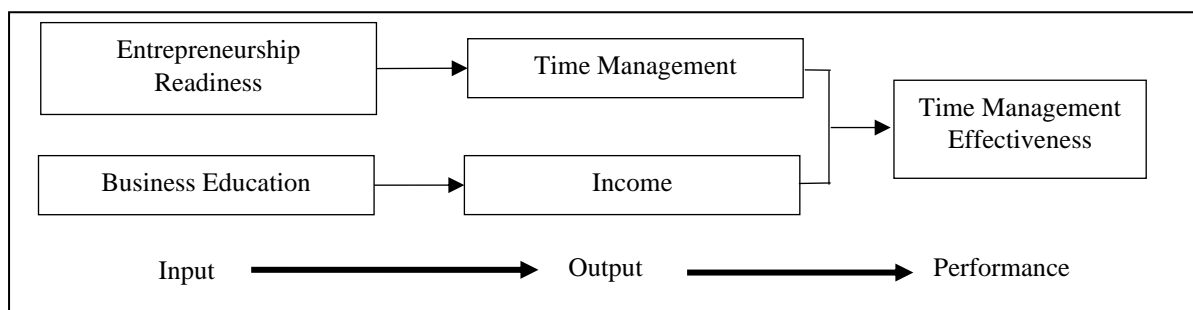 Entrepreneurship
Readiness
Time Management
Time Management
Effectiveness
Business Education
Income
Input
Output
Performance